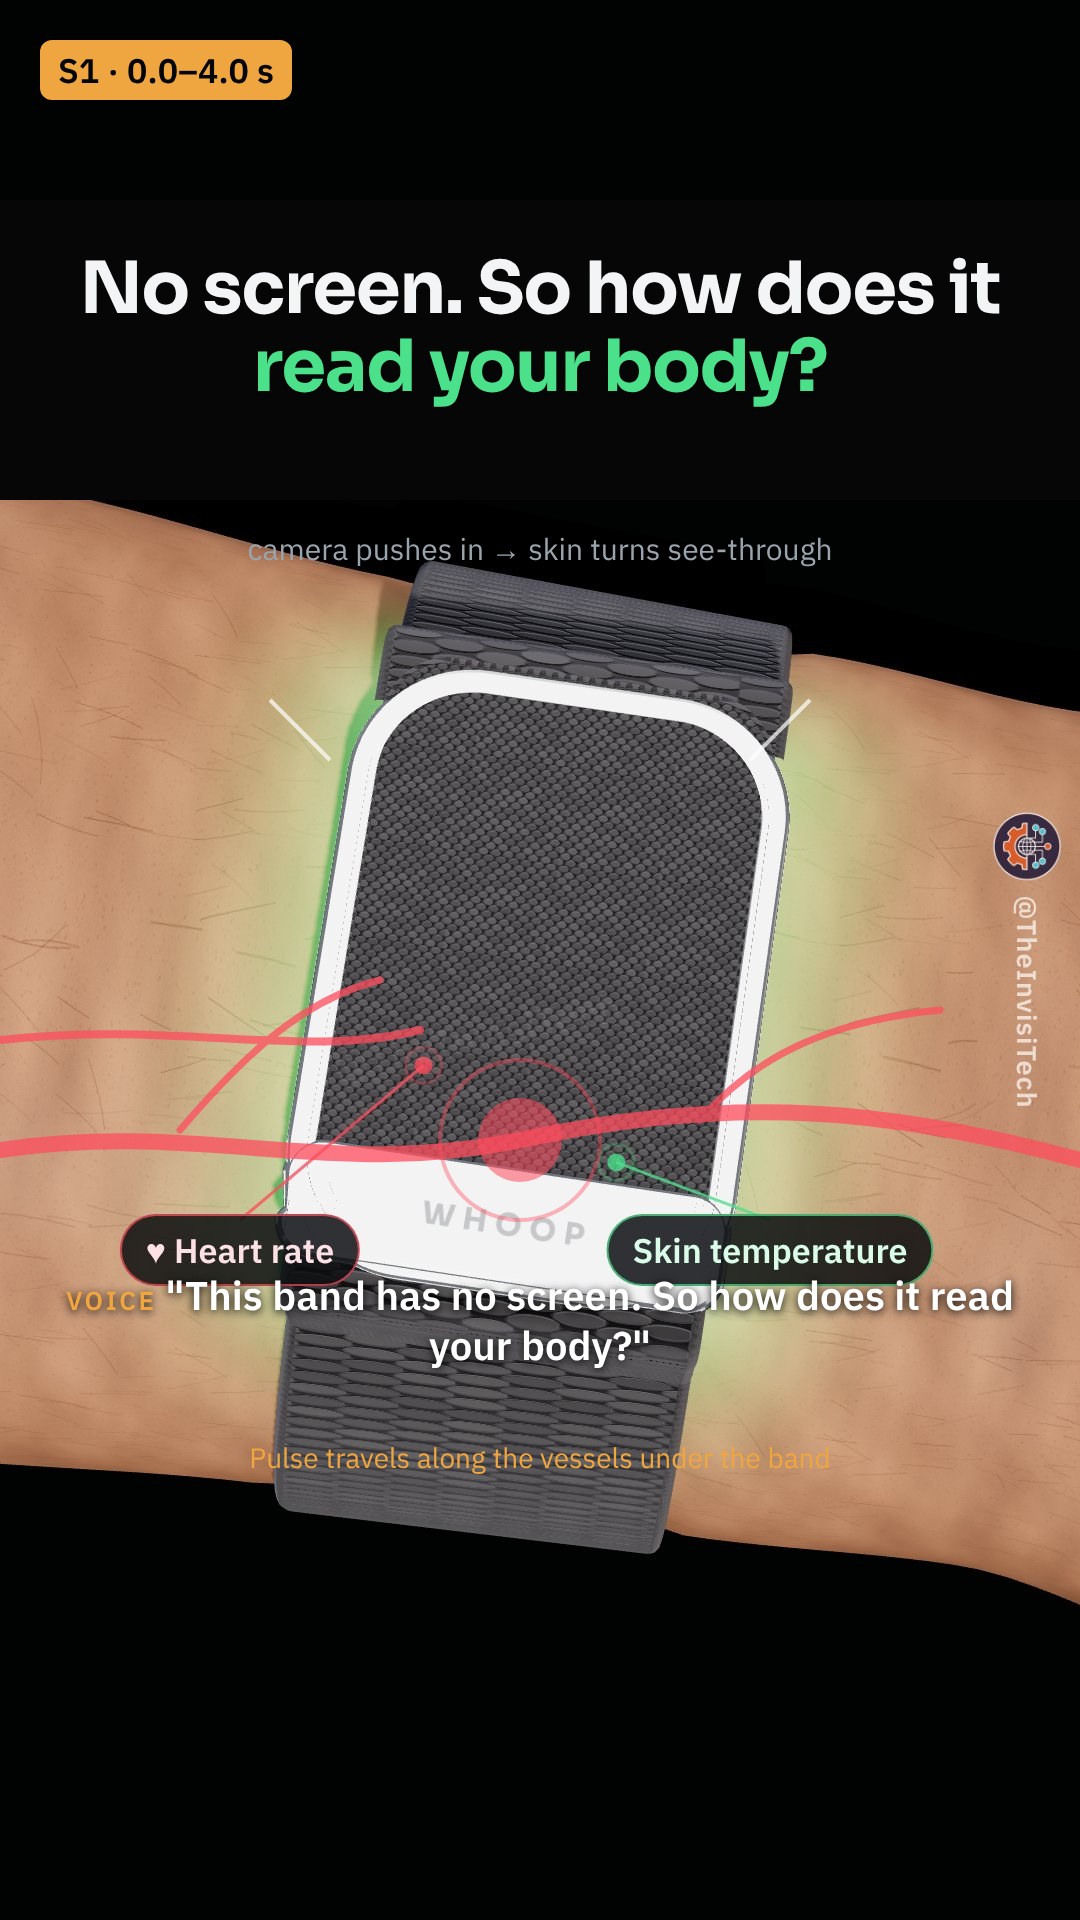 S1 · 0.0–4.0 s
No screen. So how does it
read your body?
camera pushes in → skin turns see-through
@TheInvisiTech
WHOOP
♥ Heart rate
Skin temperature
VOICE "This band has no screen. So how does it read
your body?"
Pulse travels along the vessels under the band